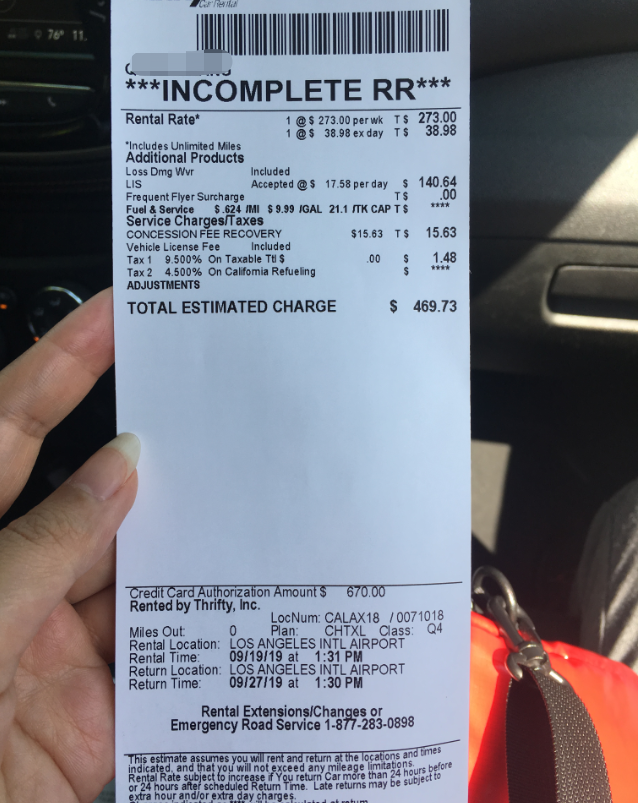 76° 11
Car Rental
***INCOMPLETE RR***
Rental Rate* 1 @ $ 273.00 per wk T $ 273.00
1 @ $ 38.98 ex day T $ 38.98
*Includes Unlimited Miles
Additional Products
Loss Dmg Wvr Included
LIS Accepted @ $ 17.58 per day $ 140.64
Frequent Flyer Surcharge T $ .00
Fuel & Service $ .624 /MI $ 9.99 /GAL 21.1 /TK CAP T $ ****
Service Charges/Taxes
CONCESSION FEE RECOVERY $15.63 T $ 15.63
Vehicle License Fee Included
Tax 1 9.500% On Taxable Ttl $ .00 $ 1.48
Tax 2 4.500% On California Refueling $ ****
ADJUSTMENTS
TOTAL ESTIMATED CHARGE $ 469.73
Credit Card Authorization Amount $ 670.00
Rented by Thrifty, Inc.
LocNum: CALAX18 / 0071018
Miles Out: 0 Plan: CHTXL Class: Q4
Rental Location: LOS ANGELES INTL AIRPORT
Rental Time: 09/19/19 at 1:31 PM
Return Location: LOS ANGELES INTL AIRPORT
Return Time: 09/27/19 at 1:30 PM
Rental Extensions/Changes or
Emergency Road Service 1-877-283-0898
This estimate assumes you will rent and return at the locations and times
indicated, and that you will not exceed any mileage limitations.
Rental Rate subject to increase if You return Car more than 24 hours before
or 24 hours after scheduled Return Time. Late returns may be subject to
extra hour and/or extra day charges.